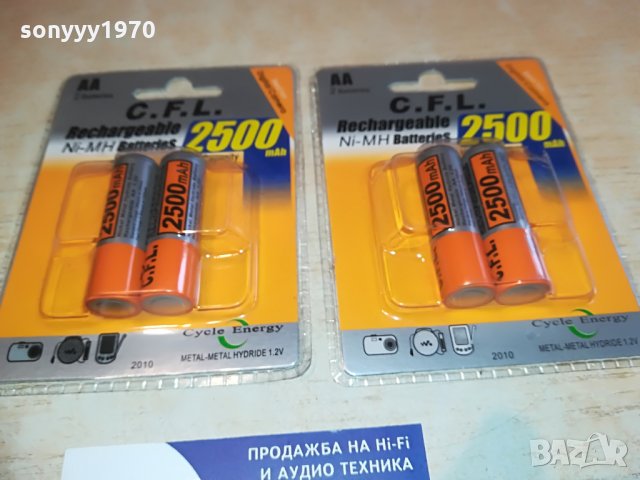 sonyyy1970
AA
2 Batteries
C.F.L.
Rechargeable
Ni-MH Batteries
2500
mAh
2500mAh
2500mAh
C.F.L.
Cycle Energy
2010
METAL-METAL HYDRIDE 1.2V
AA
2 Batteries
C.F.L.
Rechargeable
Ni-MH Batteries
2500
mAh
2500mAh
2500mAh
C.F.L.
Cycle Energy
2010
METAL-METAL HYDRIDE 1.2V
ПРОДАЖБА НА Hi-Fi
И АУДИО ТЕХНИКА
BAZAR